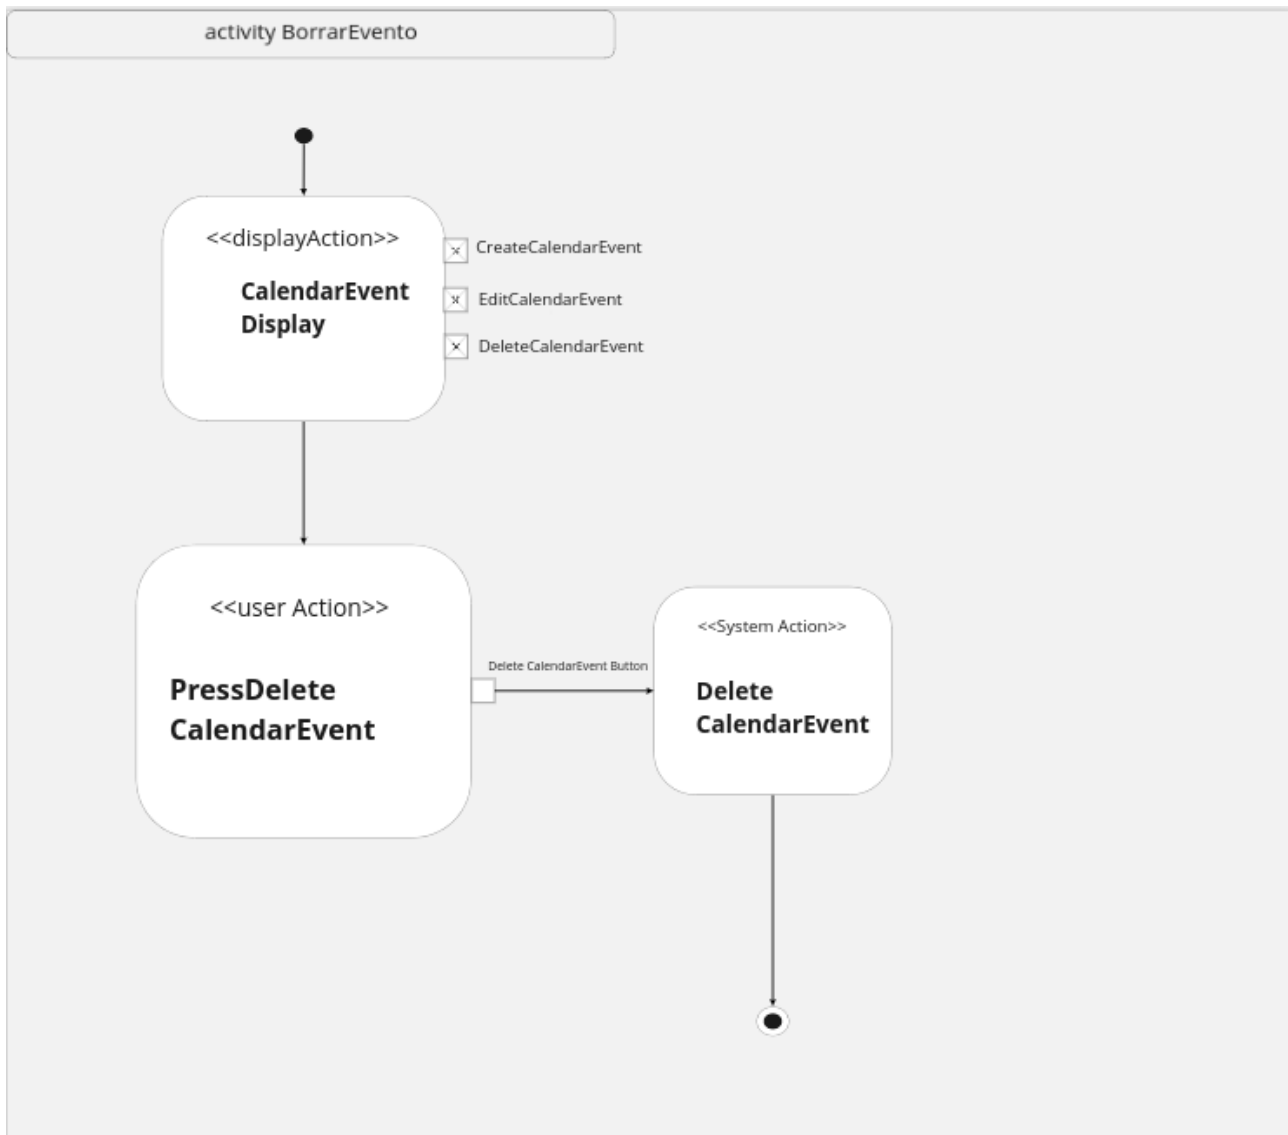 activity BorrarEvento
<<displayAction>>
CalendarEvent
Display
CreateCalendarEvent
EditCalendarEvent
DeleteCalendarEvent
<<user Action>>
PressDelete
CalendarEvent
Delete CalendarEvent Button
<<System Action>>
Delete
CalendarEvent